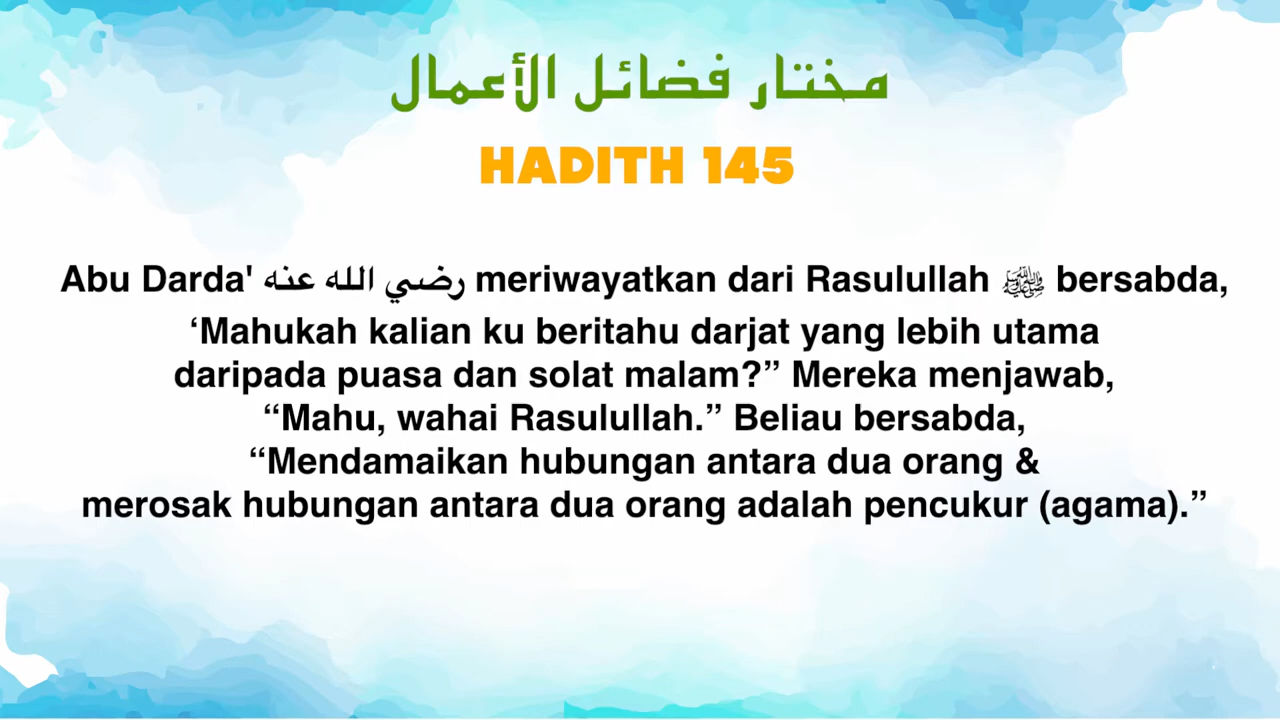 مختار فضائل الأعمال
HADITH 145
Abu Darda' رضي الله عنه meriwayatkan dari Rasulullah ﷺ bersabda,
‘Mahukah kalian ku beritahu darjat yang lebih utama
daripada puasa dan solat malam?” Mereka menjawab,
“Mahu, wahai Rasulullah.” Beliau bersabda,
“Mendamaikan hubungan antara dua orang &
merosak hubungan antara dua orang adalah pencukur (agama).”